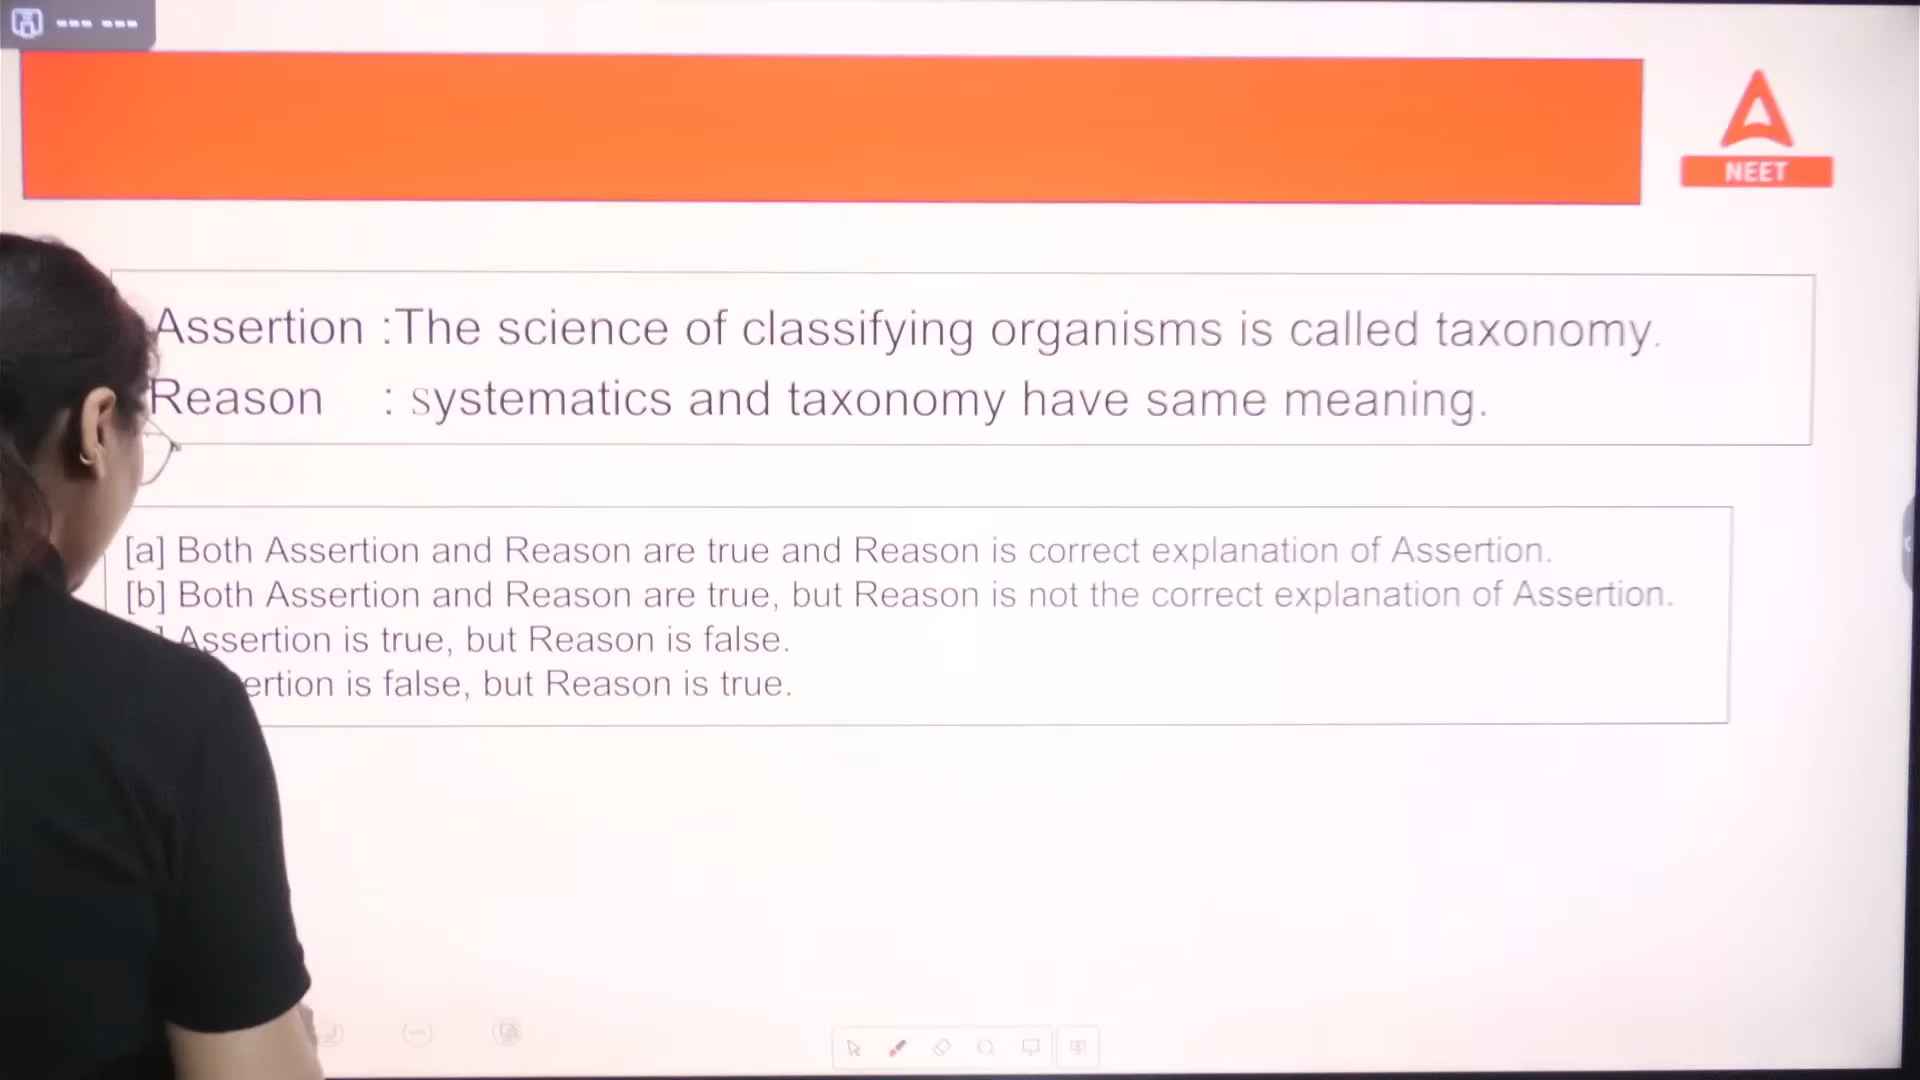 NEET
Assertion :The science of classifying organisms is called taxonomy.
Reason : systematics and taxonomy have same meaning.
[a] Both Assertion and Reason are true and Reason is correct explanation of Assertion.
[b] Both Assertion and Reason are true, but Reason is not the correct explanation of Assertion.
] Assertion is true, but Reason is false.
ertion is false, but Reason is true.